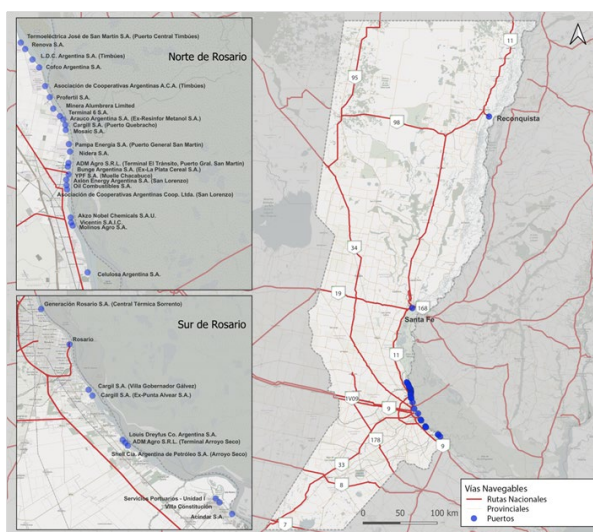 Norte de Rosario
Termoeléctrica José de San Martín S.A. (Puerto Central Timbúes)
Renova S.A.
L.D.C. Argentina S.A. (Timbúes)
Cofco Argentina S.A.
Asociación de Cooperativas Argentinas A.C.A. (Timbúes)
Profertil S.A.
Minera Alumbrera Limited
Terminal 6 S.A.
Arauco Argentina S.A. (Ex-Resinfor Metanol S.A.)
Cargill S.A. (Puerto Quebracho)
Mosaic S.A.
Pampa Energía S.A. (Puerto General San Martín)
Nidera S.A.
ADM Agro S.R.L. (Terminal El Tránsito, Puerto Gral. San Martín)
Bunge Argentina S.A. (Ex-La Plata Cereal S.A.)
YPF S.A. (Muelle Chacabuco)
Axion Energy Argentina S.A. (San Lorenzo)
Oil Combustibles S.A.
Asociación de Cooperativas Argentinas Coop. Ltda. (San Lorenzo)
Akzo Nobel Chemicals S.A.U.
Vicentín S.A.I.C.
Molinos Agro S.A.
Celulosa Argentina S.A.
Sur de Rosario
Generación Rosario S.A. (Central Térmica Sorrento)
Rosario
Cargil S.A. (Villa Gobernador Gálvez)
Cargill S.A. (Ex-Punta Alvear S.A.)
Louis Dreyfus Co. Argentina S.A.
ADM Agro S.R.L. (Terminal Arroyo Seco)
Shell Cía. Argentina de Petróleo S.A. (Arroyo Seco)
Servicios Portuarios - Unidad I
Villa Constitución
Acindar S.A.
11
95
98
Reconquista
34
19
168
Santa Fe
11
1V09
9
178
9
33
8
7
0 50 100 km
Vías Navegables
Rutas Nacionales
Provinciales
Puertos